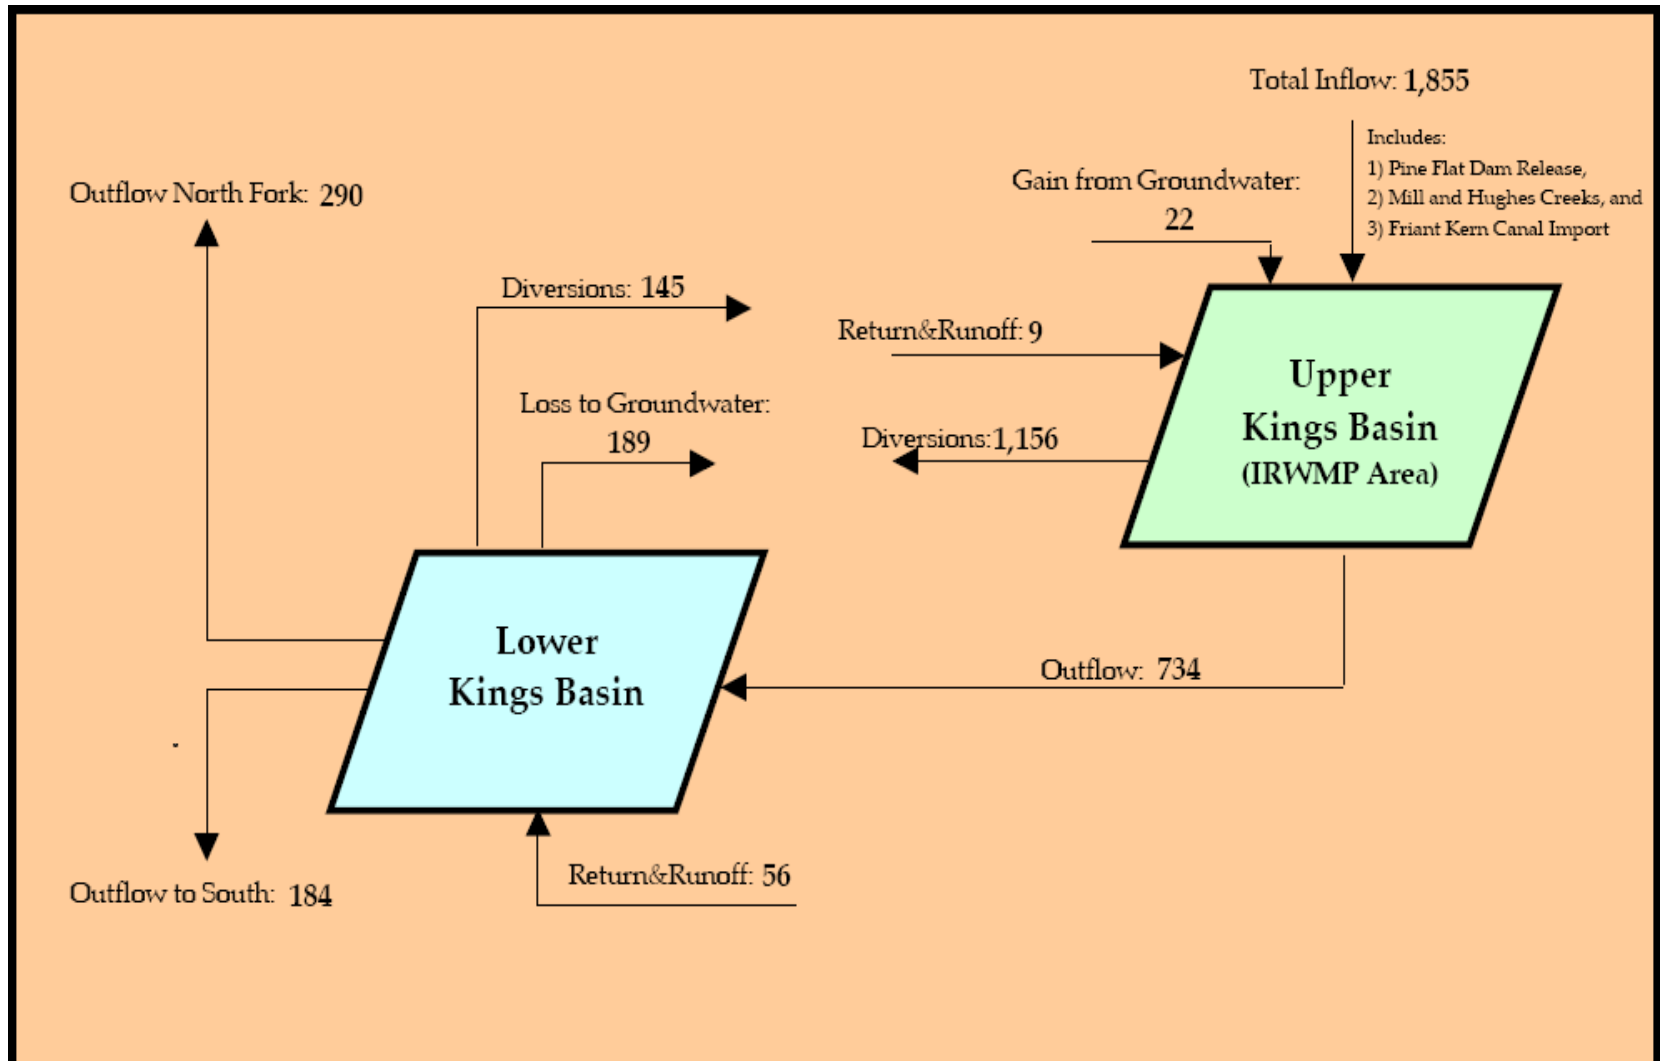 Total Inflow: 1,855
Includes:
1) Pine Flat Dam Release,
2) Mill and Hughes Creeks, and
3) Friant Kern Canal Import
Gain from Groundwater:
22
Outflow North Fork: 290
Diversions: 145
Return&Runoff: 9
Loss to Groundwater:
189
Diversions:1,156
Upper
Kings Basin
(IRWMP Area)
Lower
Kings Basin
Outflow: 734
Return&Runoff: 56
Outflow to South: 184